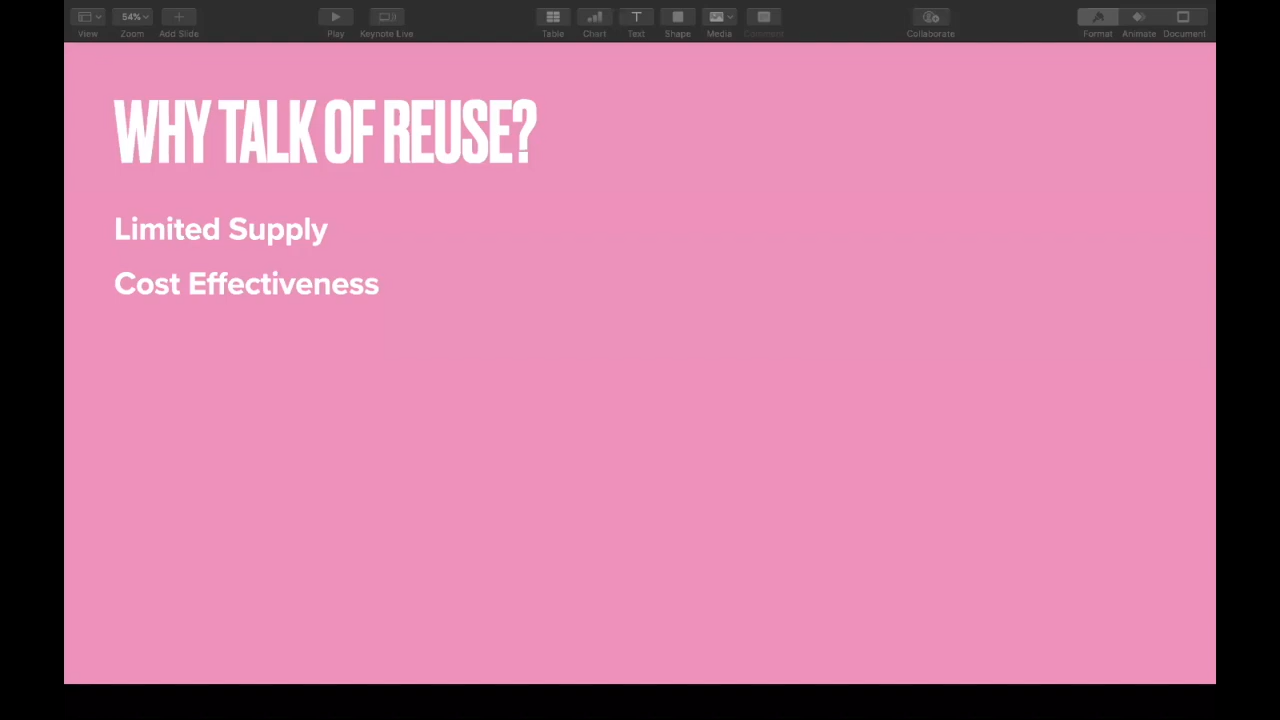 54%
View Zoom Add Slide Play Keynote Live Table Chart Text Shape Media Comment Collaborate Format Animate Document
WHY TALK OF REUSE?
Limited Supply
Cost Effectiveness